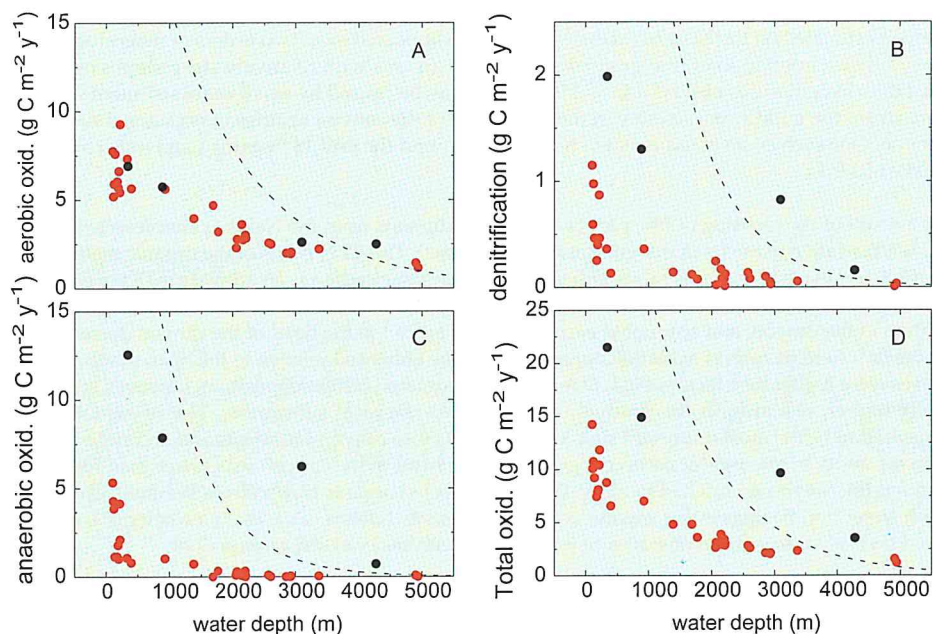 15
10
5
0
aerobic oxid. (g C m⁻² y⁻¹)
A
2
1
0
denitrification (g C m⁻² y⁻¹)
B
15
10
5
0
anaerobic oxid. (g C m⁻² y⁻¹)
C
0 1000 2000 3000 4000 5000
water depth (m)
25
20
15
10
5
0
Total oxid. (g C m⁻² y⁻¹)
D
0 1000 2000 3000 4000 5000
water depth (m)